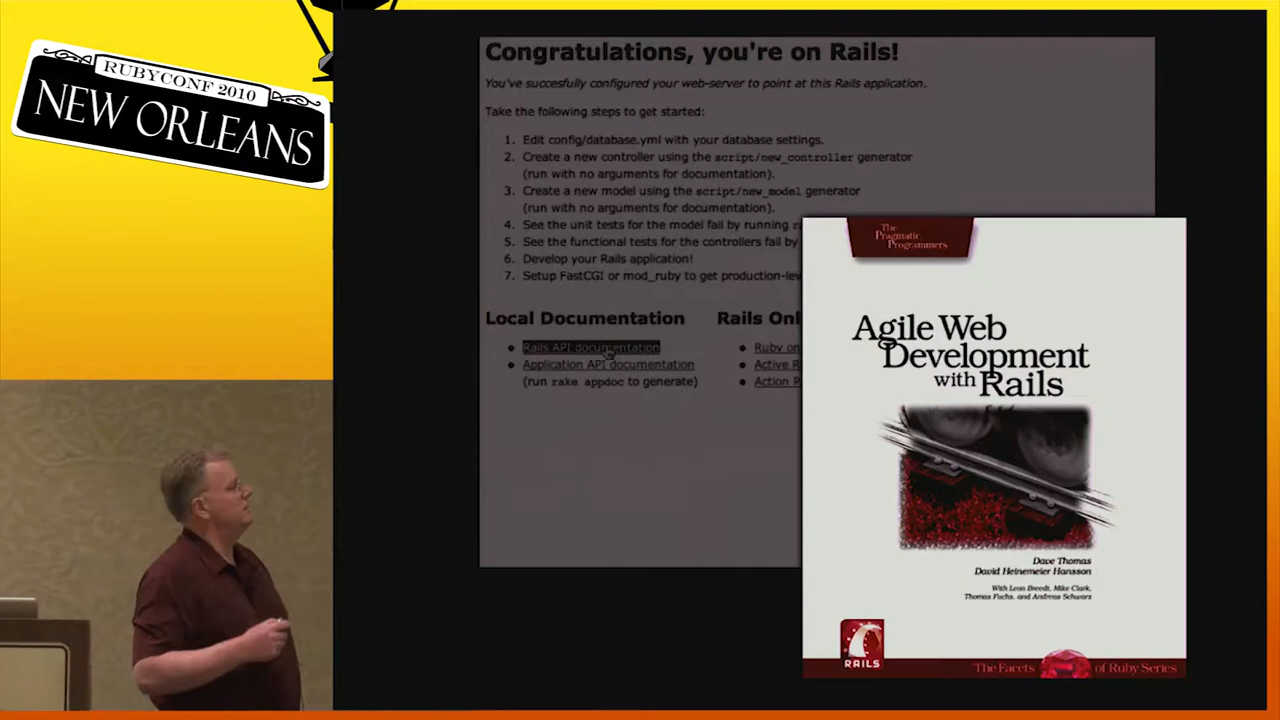 RUBYCONF 2010
NEW ORLEANS
Congratulations, you're on Rails!
You've succesfully configured your web-server to point at this Rails application.
Take the following steps to get started:
1. Edit config/database.yml with your database settings.
2. Create a new controller using the script/new_controller generator
(run with no arguments for documentation).
3. Create a new model using the script/new_model generator
(run with no arguments for documentation).
4. See the unit tests for the model fail by running
5. See the functional tests for the controllers fail by
6. Develop your Rails application!
7. Setup FastCGI or mod_ruby to get production-lev
Local Documentation
Rails API documentation
Application API documentation
(run rake appdoc to generate)
Rails Onl
Ruby on
Active R
Action P
The
Pragmatic
Programmers
Agile Web
Development
with Rails
Dave Thomas
David Heinemeier Hansson
With Leon Breedt, Mike Clark,
Thomas Fuchs, and Andreas Schwarz
RAILS
The Facets of Ruby Series